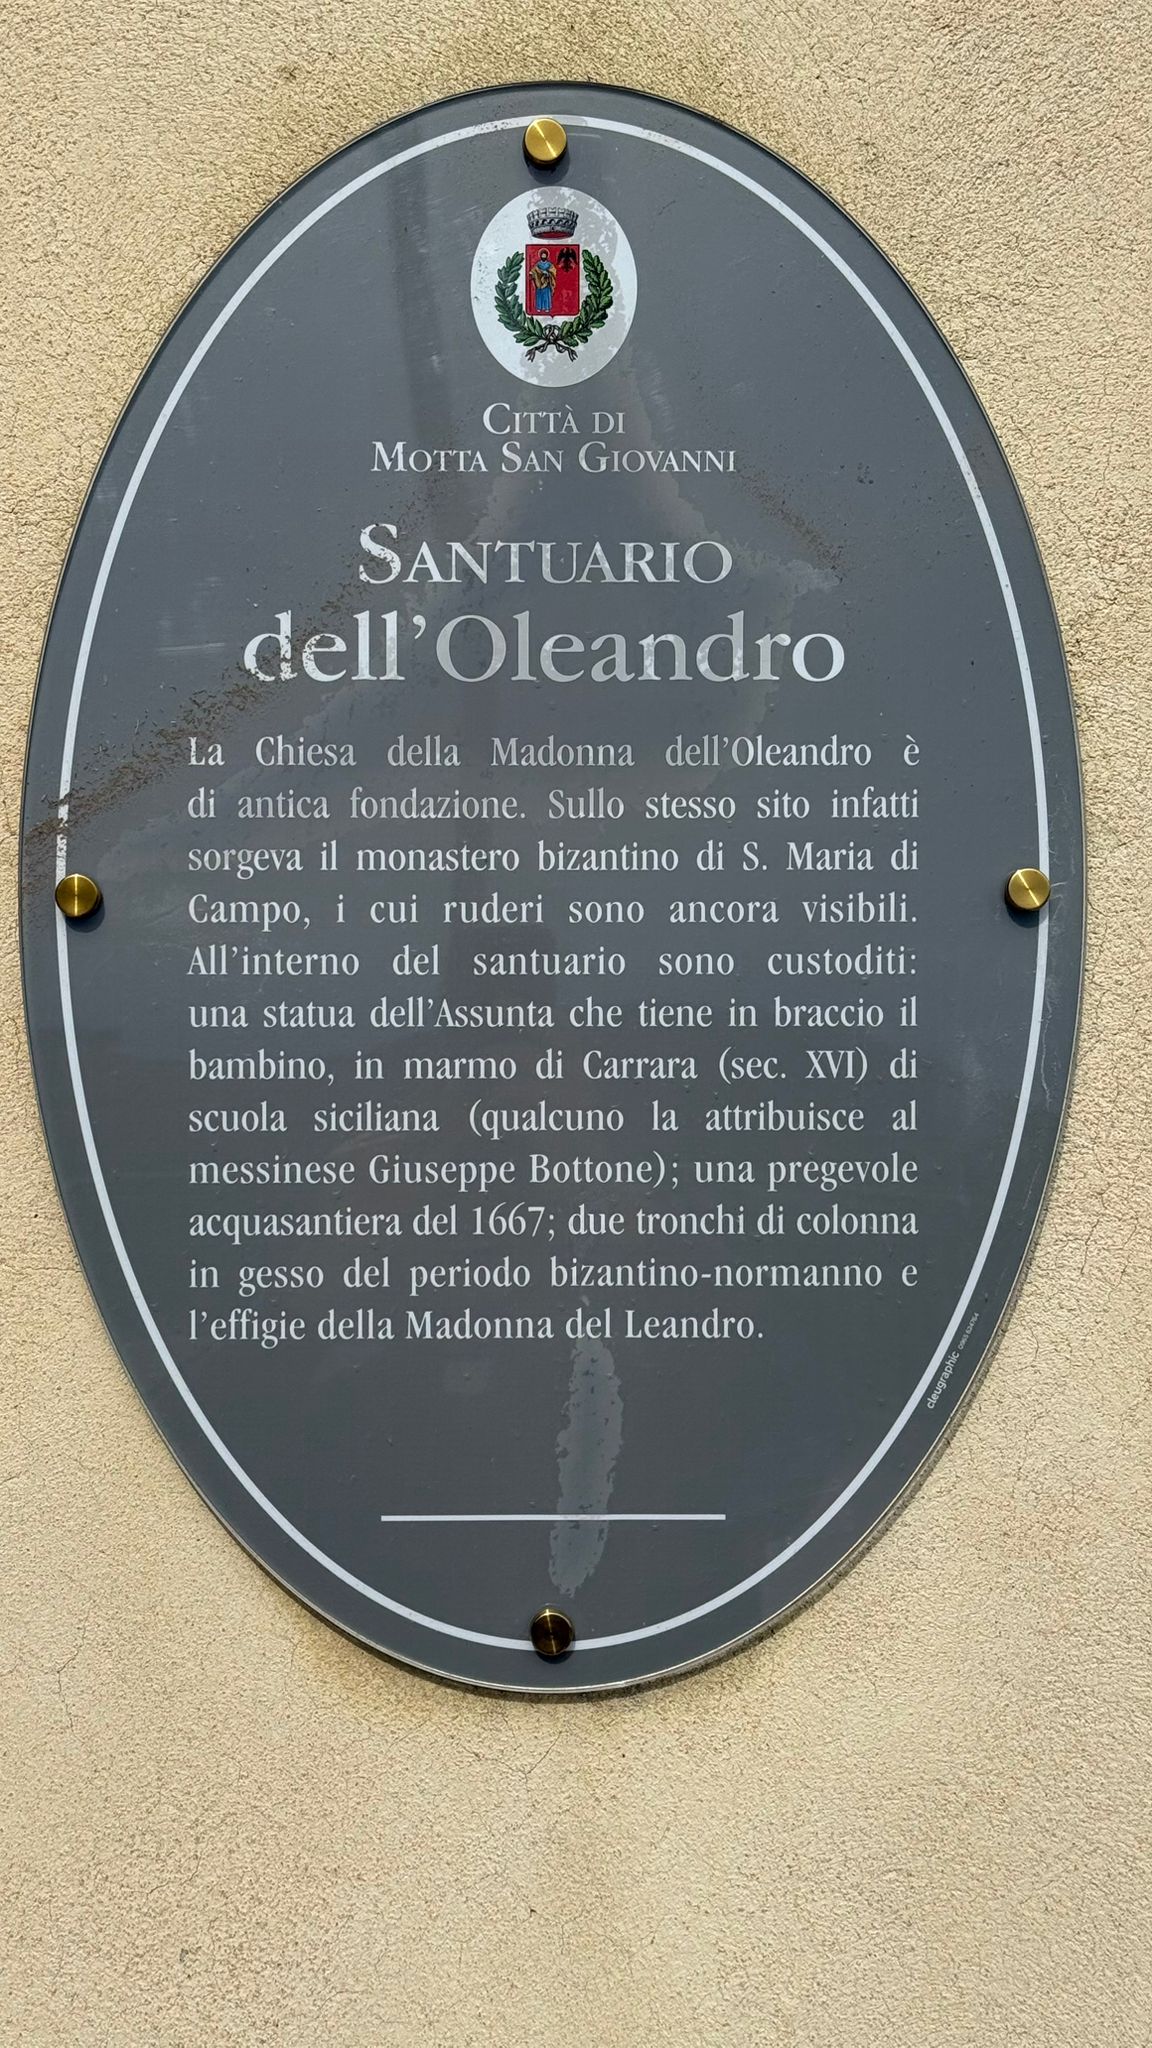 Città di
Motta San Giovanni
Santuario
dell'Oleandro
La Chiesa della Madonna dell'Oleandro è
di antica fondazione. Sullo stesso sito infatti
sorgeva il monastero bizantino di S. Maria di
Campo, i cui ruderi sono ancora visibili.
All'interno del santuario sono custoditi:
una statua dell'Assunta che tiene in braccio il
bambino, in marmo di Carrara (sec. XVI) di
scuola siciliana (qualcuno la attribuisce al
messinese Giuseppe Bottone); una pregevole
acquasantiera del 1667; due tronchi di colonna
in gesso del periodo bizantino-normanno e
l'effigie della Madonna del Leandro.
cleugraphic